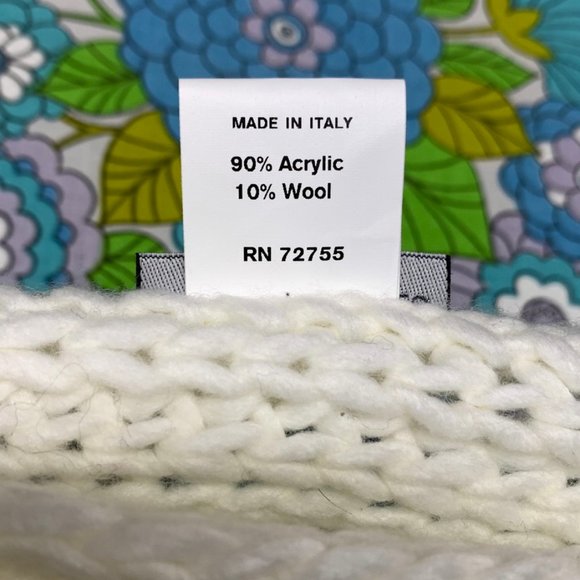 MADE IN ITALY
90% Acrylic
10% Wool
RN 72755